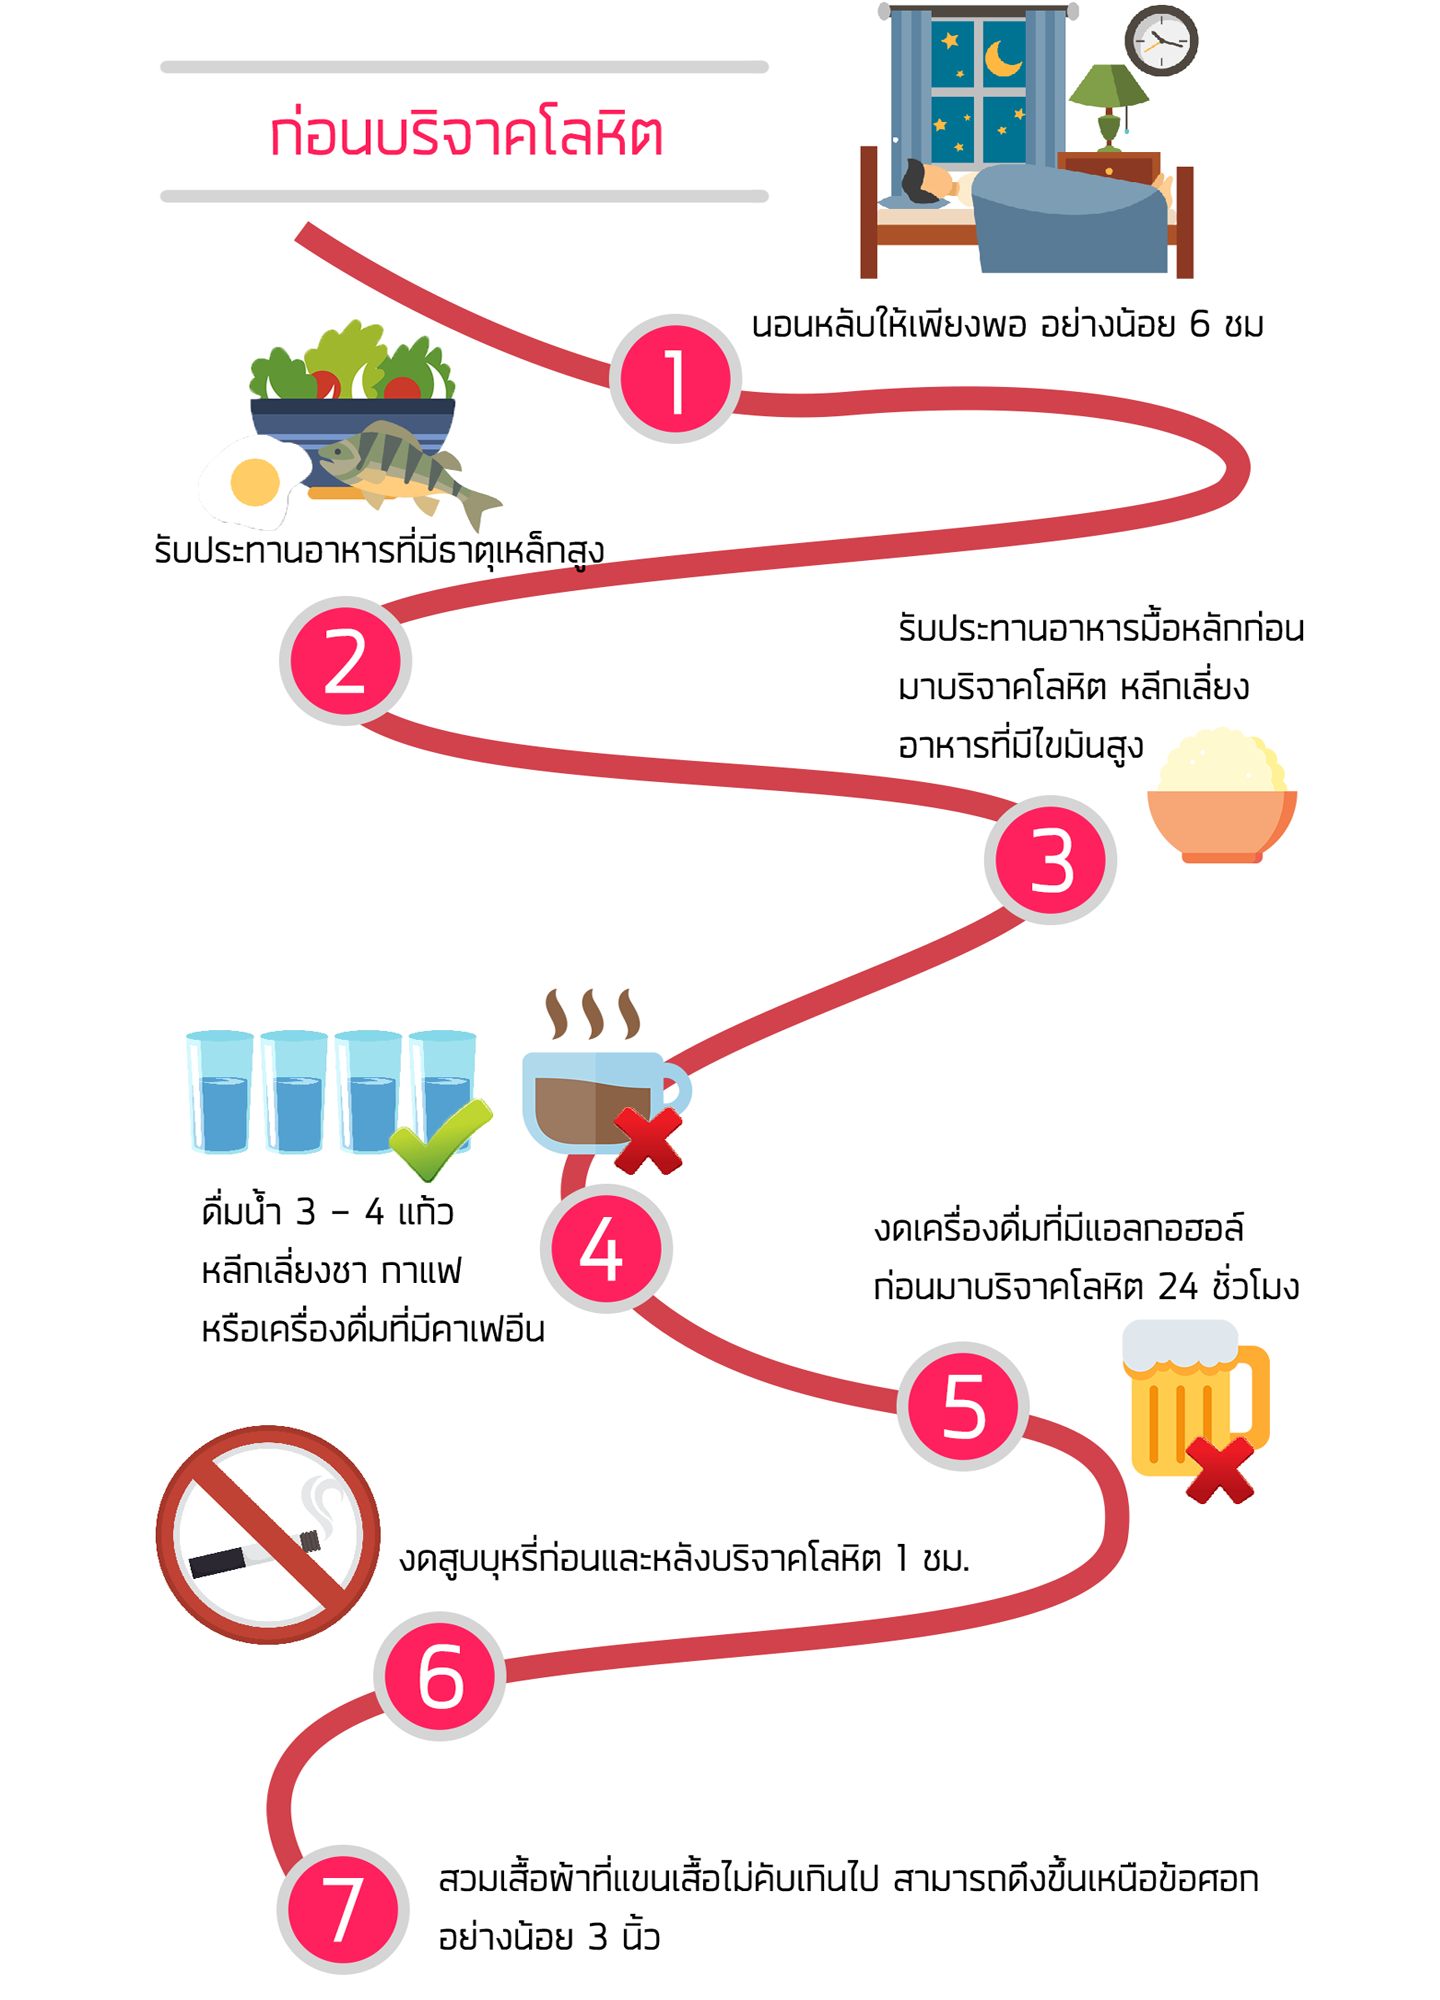 ก่อนบริจาคโลหิต
นอนหลับให้เพียงพอ อย่างน้อย 6 ชม
1
รับประทานอาหารที่มีธาตุเหล็กสูง
2
รับประทานอาหารมื้อหลักก่อน
มาบริจาคโลหิต หลีกเลี่ยง
อาหารที่มีไขมันสูง
3
ดื่มน้ำ 3 – 4 แก้ว
หลีกเลี่ยงชา กาแฟ
หรือเครื่องดื่มที่มีคาเฟอีน
4
งดเครื่องดื่มที่มีแอลกอฮอล์
ก่อนมาบริจาคโลหิต 24 ชั่วโมง
5
งดสูบบุหรี่ก่อนและหลังบริจาคโลหิต 1 ชม.
6
7
สวมเสื้อผ้าที่แขนเสื้อไม่คับเกินไป สามารถดึงขึ้นเหนือข้อศอก
อย่างน้อย 3 นิ้ว